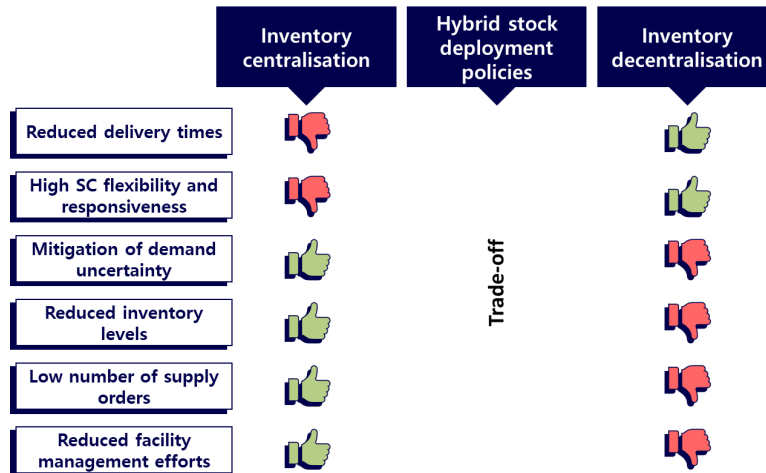 Inventory
centralisation
Hybrid stock
deployment
policies
Inventory
decentralisation
Reduced delivery times
High SC flexibility and
responsiveness
Mitigation of demand
uncertainty
Reduced inventory
levels
Low number of supply
orders
Reduced facility
management efforts
Trade-off